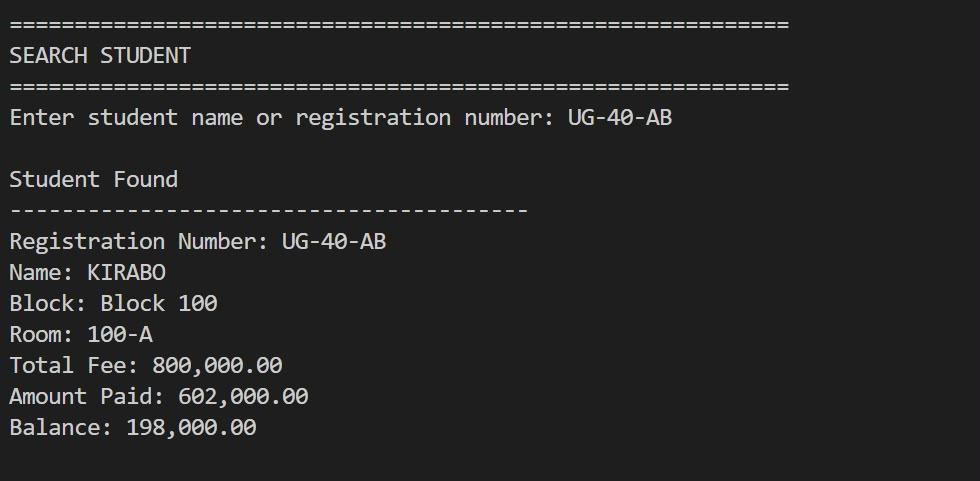 ============================================================
SEARCH STUDENT
============================================================
Enter student name or registration number: UG-40-AB
Student Found
----------------------------------------
Registration Number: UG-40-AB
Name: KIRABO
Block: Block 100
Room: 100-A
Total Fee: 800,000.00
Amount Paid: 602,000.00
Balance: 198,000.00